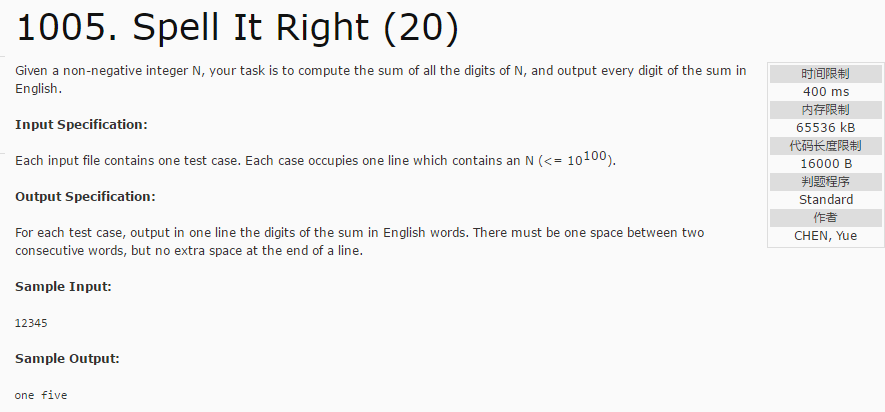 1005. Spell It Right (20)
Given a non-negative integer N, your task is to compute the sum of all the digits of N, and output every digit of the sum in
English.
Input Specification:
Each input file contains one test case. Each case occupies one line which contains an N (<= 10^100).
Output Specification:
For each test case, output in one line the digits of the sum in English words. There must be one space between two
consecutive words, but no extra space at the end of a line.
Sample Input:
12345
Sample Output:
one five
时间限制
400 ms
内存限制
65536 kB
代码长度限制
16000 B
判题程序
Standard
作者
CHEN, Yue